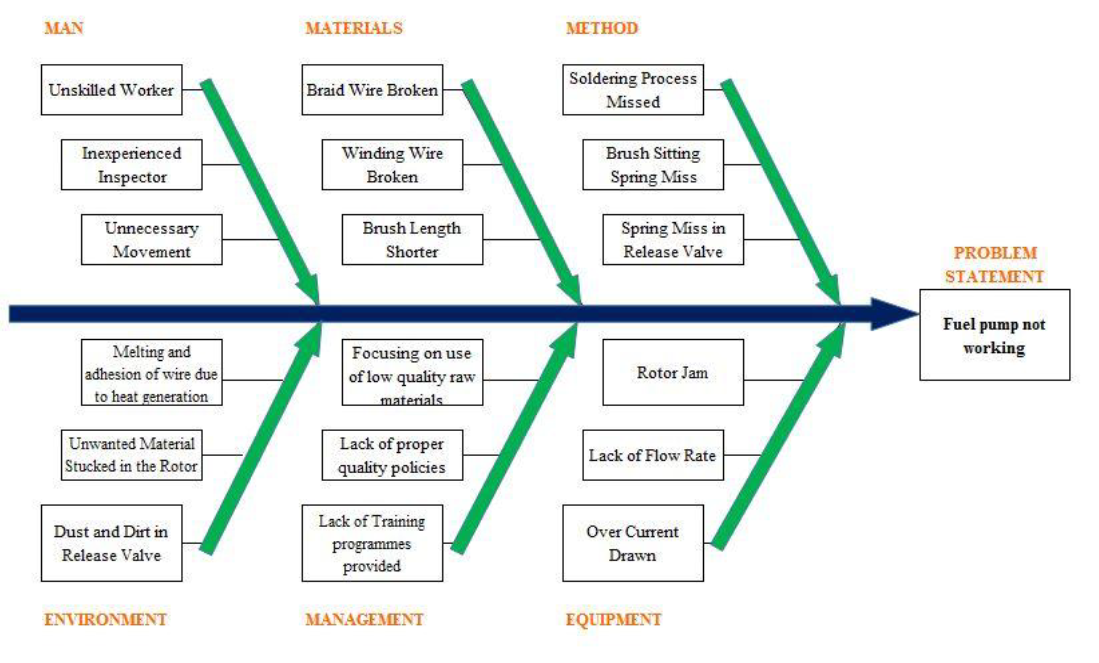 MAN
MATERIALS
METHOD
Unskilled Worker
Inexperienced
Inspector
Unnecessary
Movement
Braid Wire Broken
Winding Wire
Broken
Brush Length
Shorter
Soldering Process
Missed
Brush Sitting
Spring Miss
Spring Miss in
Release Valve
PROBLEM
STATEMENT
Fuel pump not
working
Melting and
adhesion of wire due
to heat generation
Unwanted Material
Stucked in the Rotor
Dust and Dirt in
Release Valve
Focusing on use
of low quality raw
materials
Lack of proper
quality policies
Lack of Training
programmes
provided
Rotor Jam
Lack of Flow Rate
Over Current
Drawn
ENVIRONMENT
MANAGEMENT
EQUIPMENT